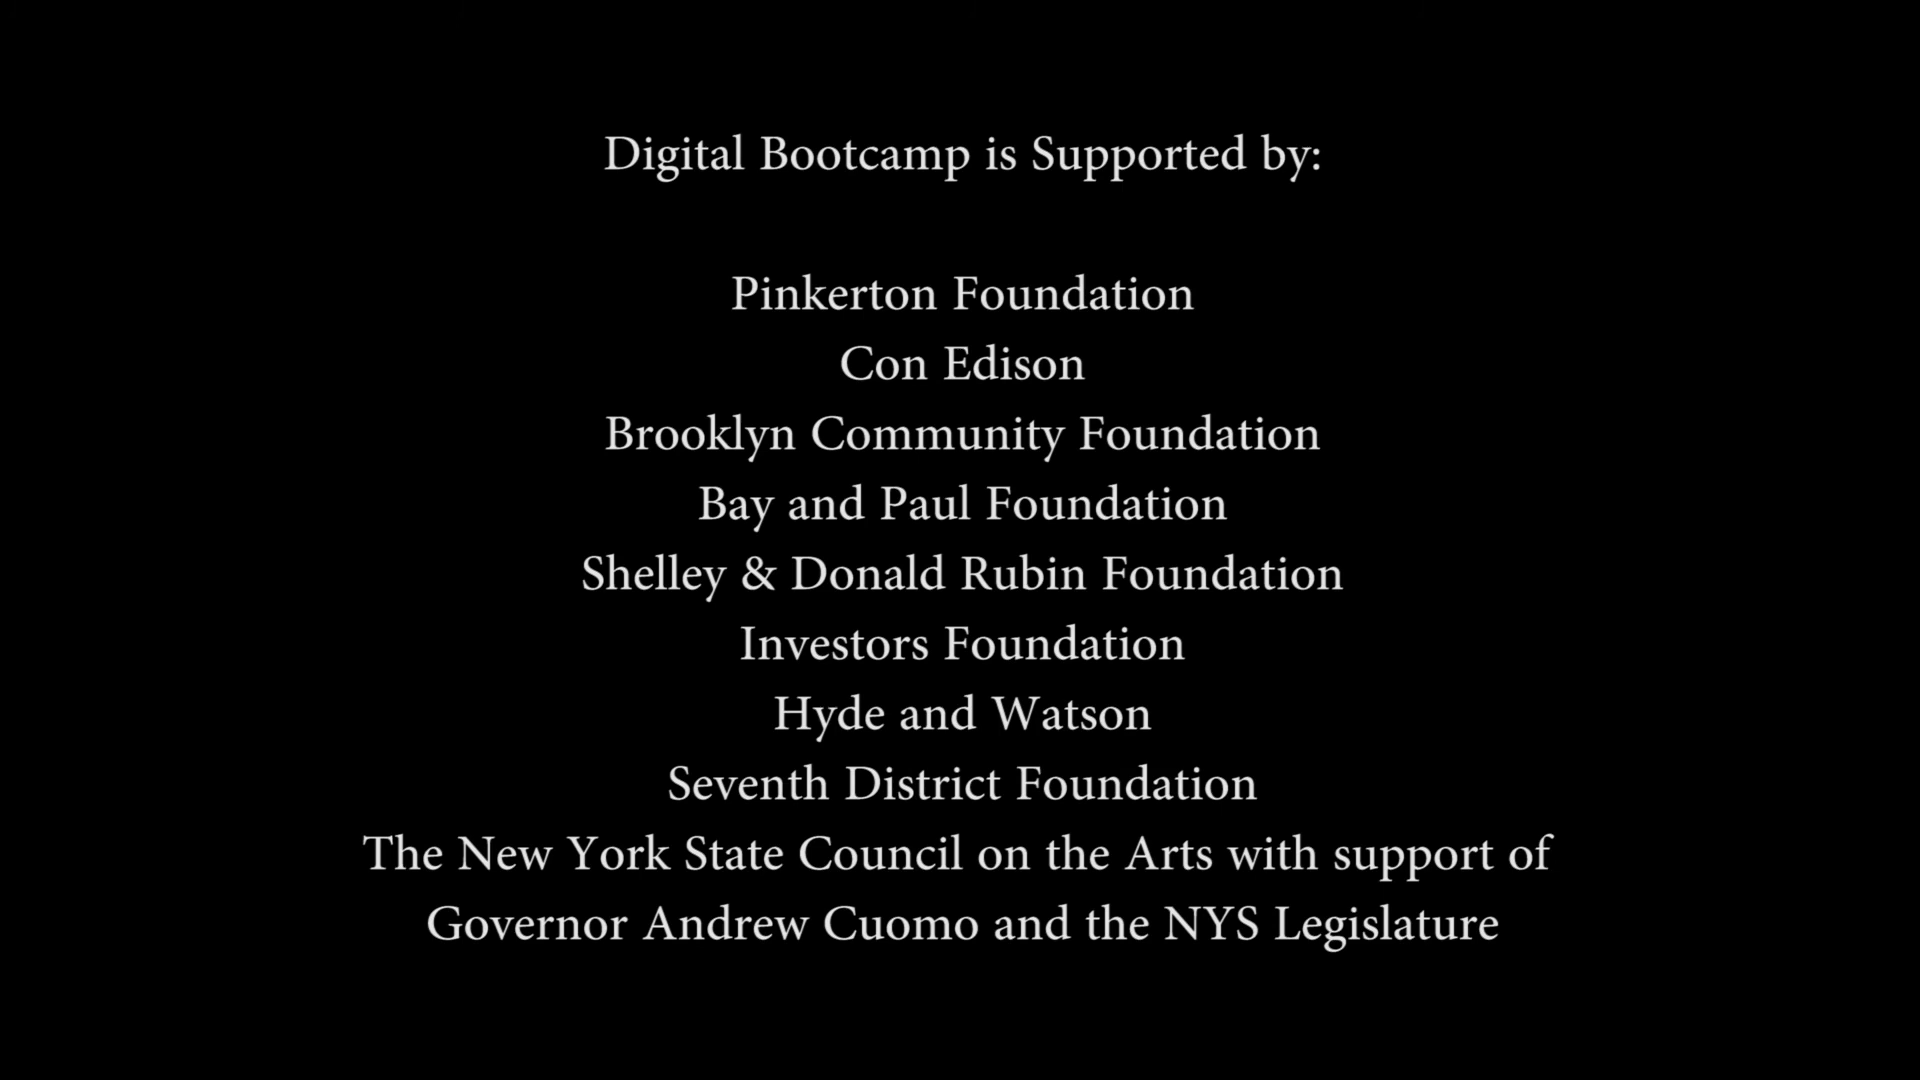 Digital Bootcamp is Supported by:
Pinkerton Foundation
Con Edison
Brooklyn Community Foundation
Bay and Paul Foundation
Shelley & Donald Rubin Foundation
Investors Foundation
Hyde and Watson
Seventh District Foundation
The New York State Council on the Arts with support of
Governor Andrew Cuomo and the NYS Legislature